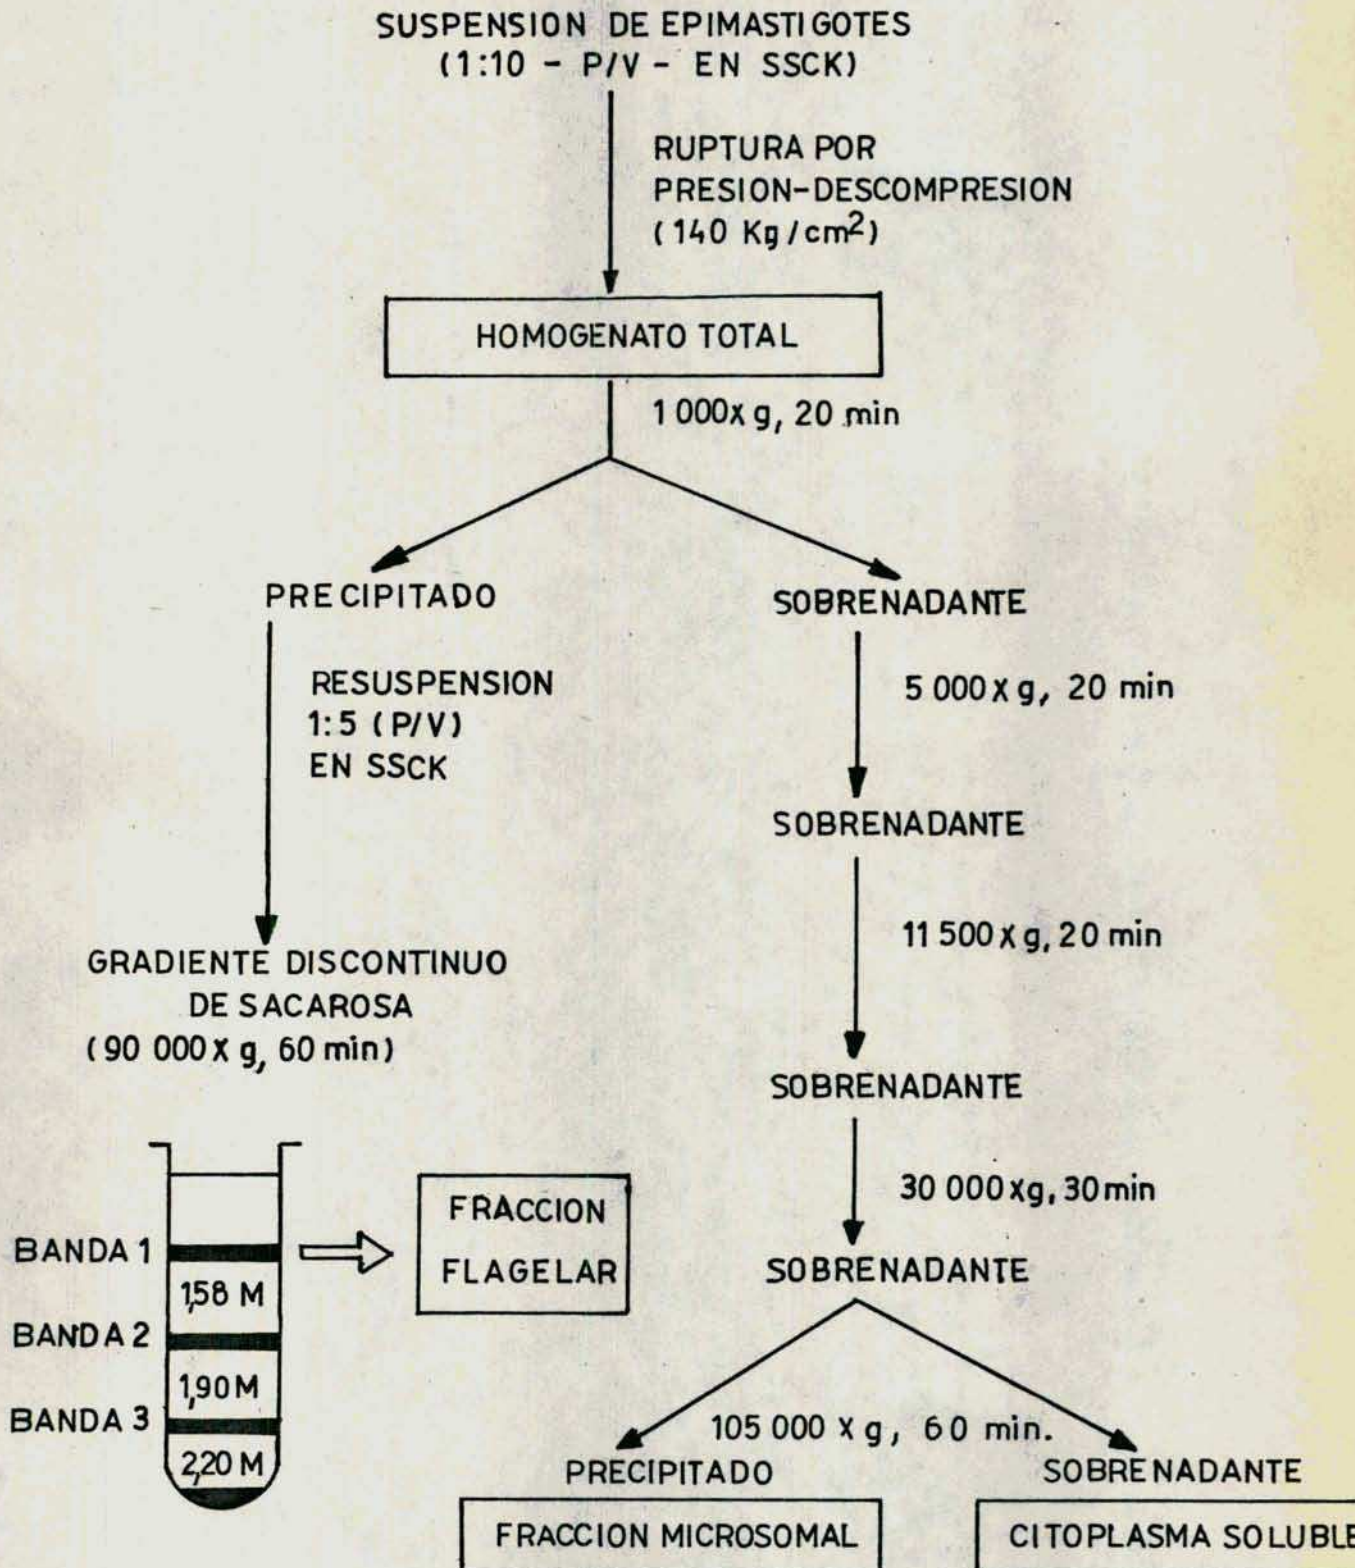 SUSPENSION DE EPIMASTIGOTES
(1:10 - P/V - EN SSCK)
RUPTURA POR
PRESION-DESCOMPRESION
(140 Kg/cm²)
HOMOGENATO TOTAL
1 000x g, 20 min
PRECIPITADO
SOBRENADANTE
RESUSPENSION
1:5 (P/V)
EN SSCK
5 000 x g, 20 min
SOBRENADANTE
11 500 x g, 20 min
GRADIENTE DISCONTINUO
DE SACAROSA
(90 000 x g, 60 min)
SOBRENADANTE
30 000 xg, 30 min
SOBRENADANTE
FRACCION
FLAGELAR
BANDA 1
1,58 M
BANDA 2
1,90 M
BANDA 3
2,20 M
105 000 x g, 60 min.
PRECIPITADO
SOBRENADANTE
FRACCION MICROSOMAL
CITOPLASMA SOLUBLE